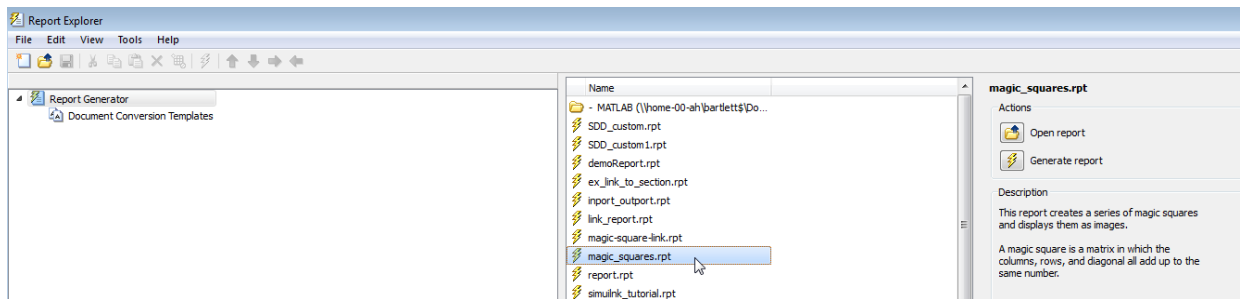 Report Explorer
File Edit View Tools Help
Report Generator
Document Conversion Templates
Name
- MATLAB (\\home-00-ah\bartlett$\Do...
SDD_custom.rpt
SDD_custom1.rpt
demoReport.rpt
ex_link_to_section.rpt
inport_outport.rpt
link_report.rpt
magic-square-link.rpt
magic_squares.rpt
report.rpt
simulnk_tutorial.rpt
magic_squares.rpt
Actions
Open report
Generate report
Description
This report creates a series of magic squares
and displays them as images.
A magic square is a matrix in which the
columns, rows, and diagonal all add up to the
same number.